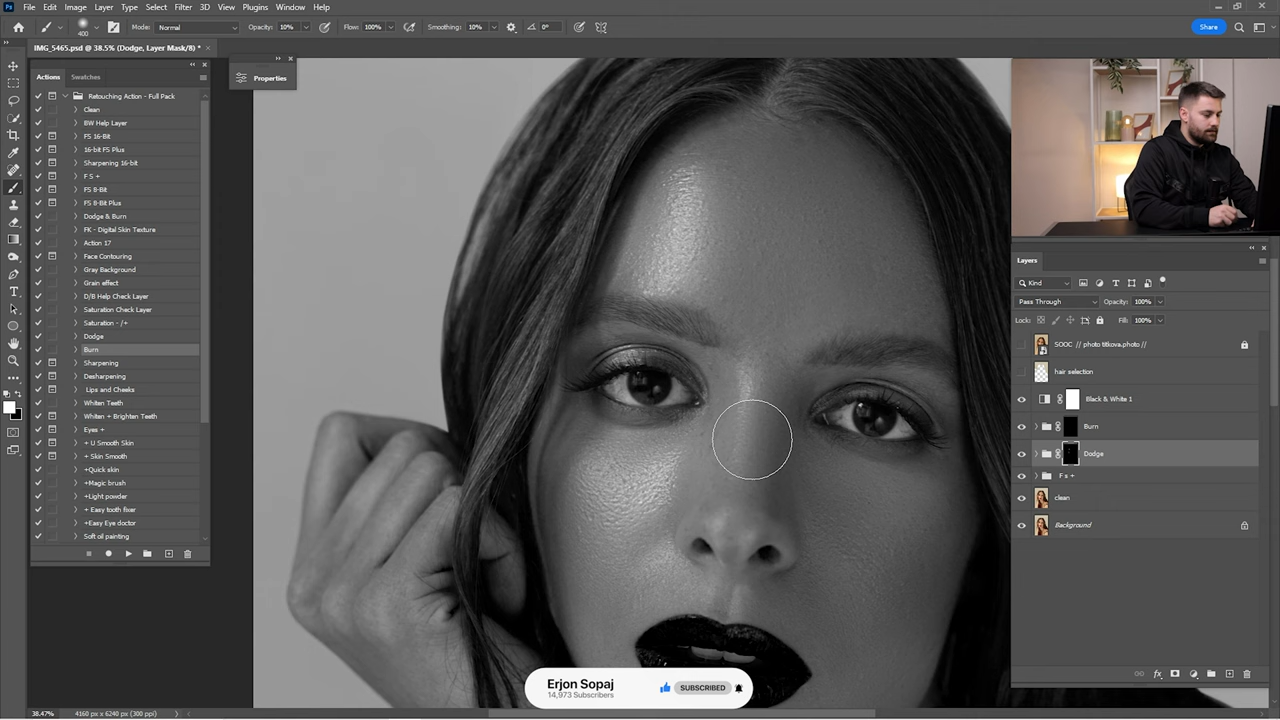 Ps File Edit Image Layer Type Select Filter 3D View Plugins Window Help
400 Mode: Normal Opacity: 10% Flow: 100% Smoothing: 10% 0° Share
IMG_5465.psd @ 38.5% (Dodge, Layer Mask/8) * ×
Actions Swatches
Retouching Action - Full Pack
Clean
BW Help Layer
FS 16-Bit
16-bit FS Plus
Sharpening 16-bit
F S +
FS 8-Bit
FS 8-Bit Plus
Dodge & Burn
FK - Digital Skin Texture
Action 17
Face Contouring
Gray Background
Grain effect
D/B Help Check Layer
Saturation Check Layer
Saturation - /+
Dodge
Burn
Sharpening
Desharpening
Lips and Cheeks
Whiten Teeth
Whiten + Brighten Teeth
Eyes +
+ U Smooth Skin
+ Skin Smooth
+Quick skin
+Magic brush
+Light powder
+ Easy tooth fixer
+Easy Eye doctor
Soft oil painting
Properties
Layers
Kind
Pass Through Opacity: 100%
Lock: Fill: 100%
SOOC // photo titkova.photo //
hair selection
Black & White 1
Burn
Dodge
F s +
clean
Background
fx
Erjon Sopaj
14,973 Subscribers
SUBSCRIBED
38.47% 4160 px x 6240 px (300 ppi)